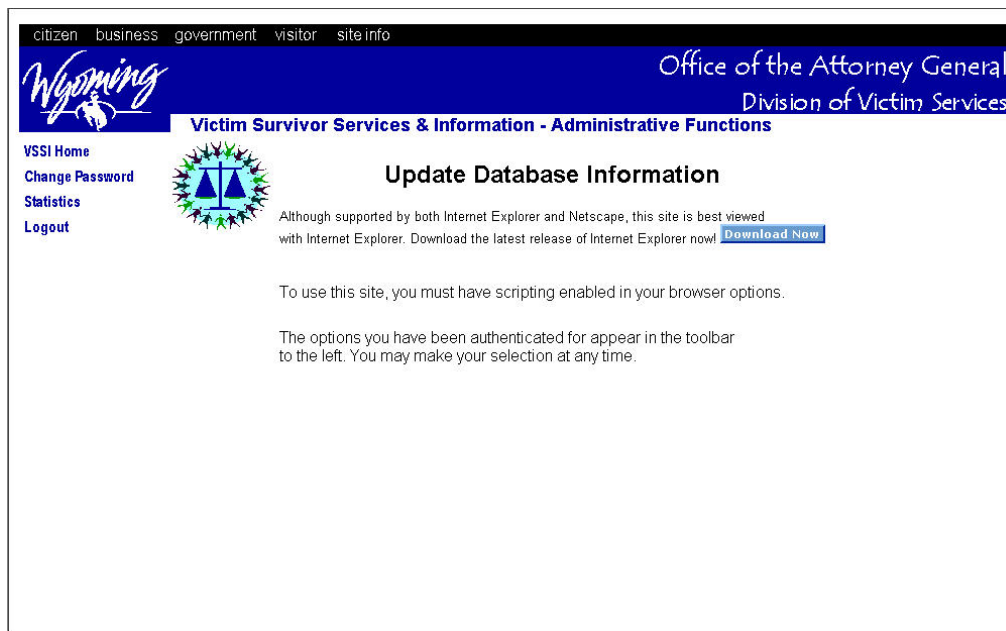 citizen business government visitor site info
Wyoming
Office of the Attorney General
Division of Victim Services
Victim Survivor Services & Information - Administrative Functions
VSSI Home
Change Password
Statistics
Logout
Update Database Information
Although supported by both Internet Explorer and Netscape, this site is best viewed
with Internet Explorer. Download the latest release of Internet Explorer now! Download Now
To use this site, you must have scripting enabled in your browser options.
The options you have been authenticated for appear in the toolbar
to the left. You may make your selection at any time.